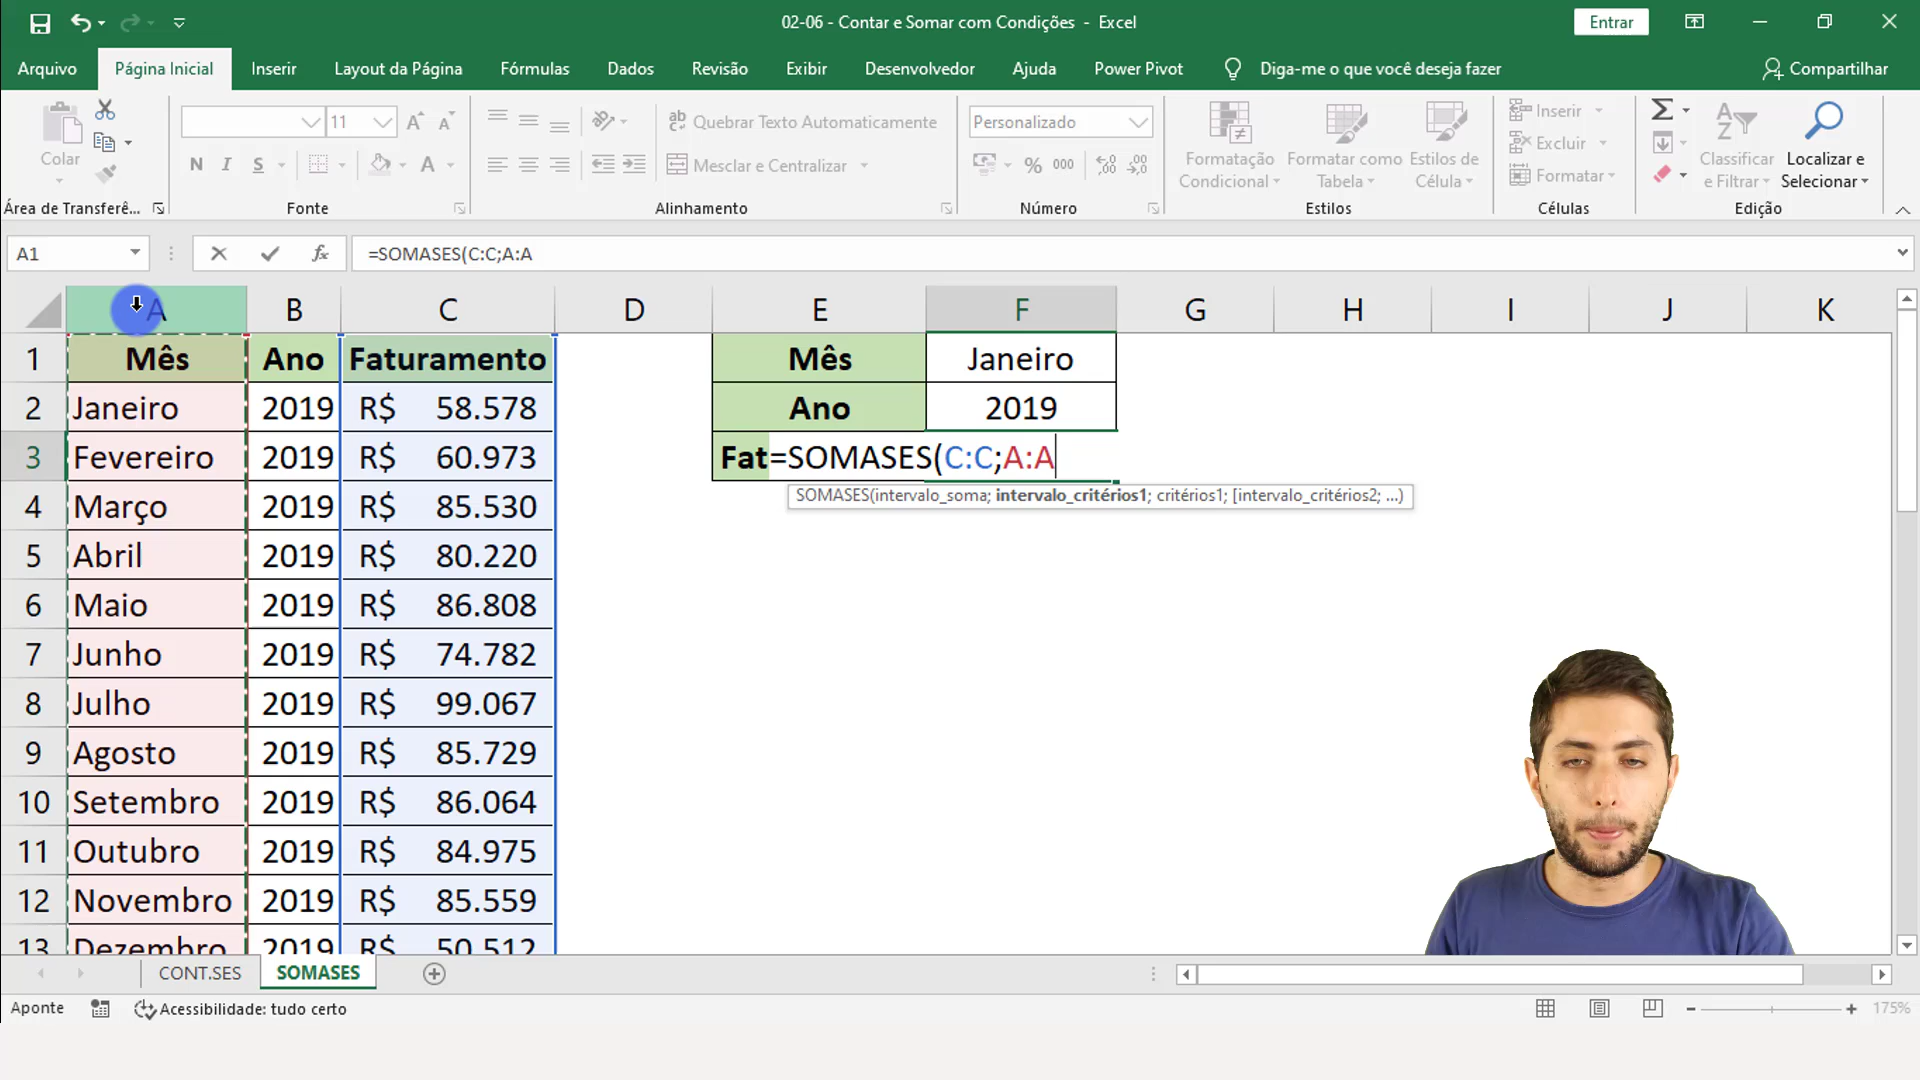 02-06 - Contar e Somar com Condições - Excel
Entrar
Arquivo
Página Inicial
Inserir
Layout da Página
Fórmulas
Dados
Revisão
Exibir
Desenvolvedor
Ajuda
Power Pivot
Diga-me o que você deseja fazer
Compartilhar
Colar
Área de Transferê...
11
N I S
A
Fonte
Quebrar Texto Automaticamente
Mesclar e Centralizar
Alinhamento
Personalizado
% 000
Número
Formatação Condicional
Formatar como Tabela
Estilos de Célula
Estilos
Inserir
Excluir
Formatar
Células
Classificar e Filtrar
Localizar e Selecionar
Edição
A1
fx
=SOMASES(C:C;A:A
A B C D E F G H I J K
1 Mês Ano Faturamento Mês Janeiro
2 Janeiro 2019 R$ 58.578 Ano 2019
3 Fevereiro 2019 R$ 60.973 Fat =SOMASES(C:C;A:A
SOMASES(intervalo_soma; intervalo_critérios1; critérios1; [intervalo_critérios2; ...)
4 Março 2019 R$ 85.530
5 Abril 2019 R$ 80.220
6 Maio 2019 R$ 86.808
7 Junho 2019 R$ 74.782
8 Julho 2019 R$ 99.067
9 Agosto 2019 R$ 85.729
10 Setembro 2019 R$ 86.064
11 Outubro 2019 R$ 84.975
12 Novembro 2019 R$ 85.559
13 Dezembro 2019 R$ 50.512
CONT.SES
SOMASES
Aponte
Acessibilidade: tudo certo
175%